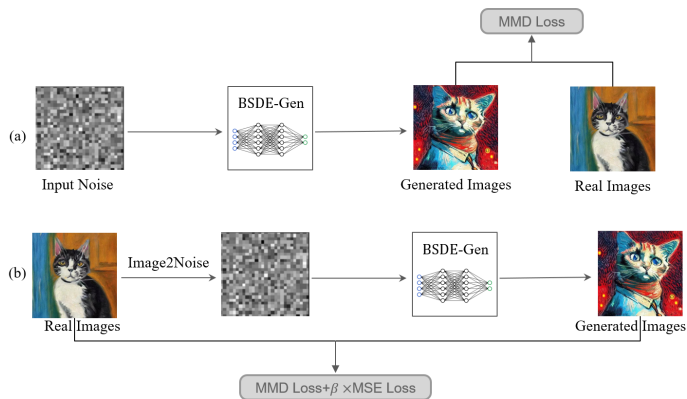 MMD Loss
BSDE-Gen
(a)
Input Noise
Generated Images
Real Images
BSDE-Gen
Image2Noise
(b)
Real Images
Generated Images
MMD Loss+β ×MSE Loss